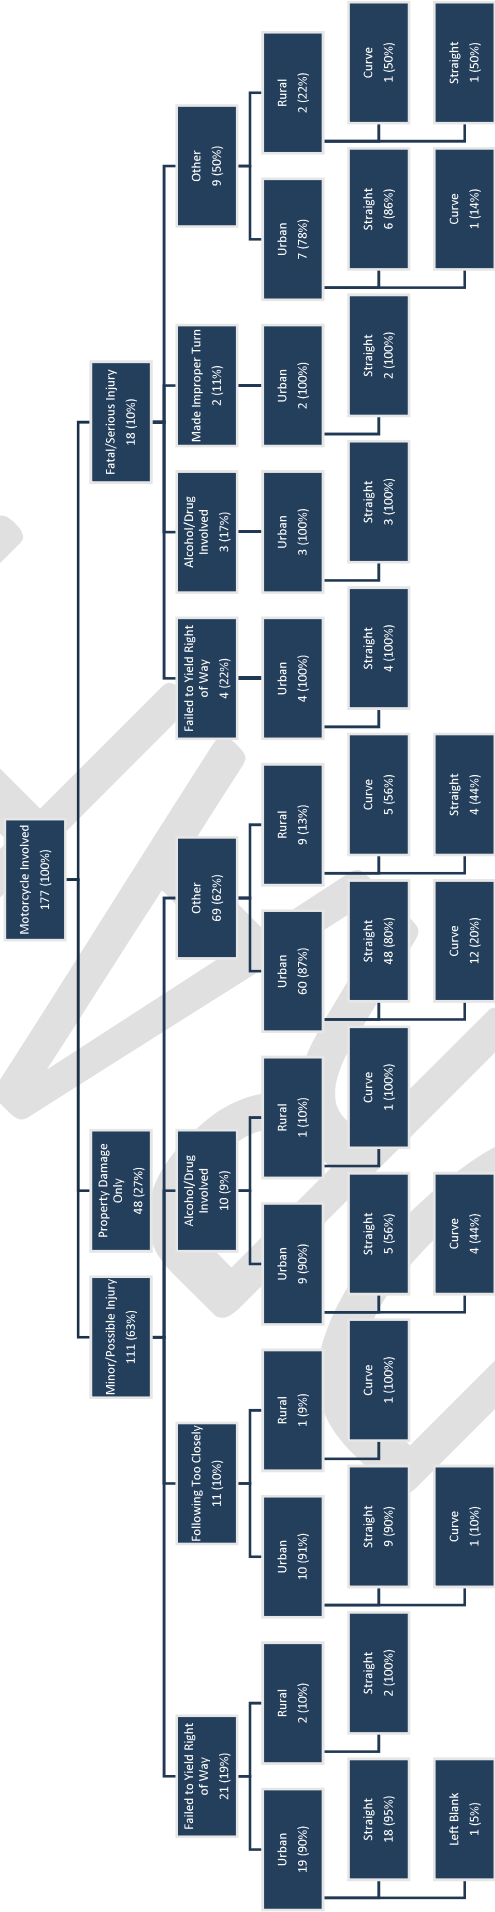 Motorcycle Involved
177 (100%)
Minor/Possible Injury
111 (63%)
Property Damage
Only
48 (27%)
Fatal/Serious Injury
18 (10%)
Failed to Yield Right
of Way
21 (19%)
Following Too Closely
11 (10%)
Alcohol/Drug
Involved
10 (9%)
Other
69 (62%)
Failed to Yield Right
of Way
4 (22%)
Alcohol/Drug
Involved
3 (17%)
Made Improper Turn
2 (11%)
Other
9 (50%)
Urban
19 (90%)
Rural
2 (10%)
Urban
10 (91%)
Rural
1 (9%)
Urban
9 (90%)
Rural
1 (10%)
Urban
60 (87%)
Rural
9 (13%)
Urban
4 (100%)
Urban
3 (100%)
Urban
2 (100%)
Urban
7 (78%)
Rural
2 (22%)
Straight
18 (95%)
Straight
2 (100%)
Straight
9 (90%)
Curve
1 (100%)
Straight
5 (56%)
Curve
1 (100%)
Straight
48 (80%)
Curve
5 (56%)
Straight
4 (100%)
Straight
3 (100%)
Straight
2 (100%)
Straight
6 (86%)
Curve
1 (50%)
Left Blank
1 (5%)
Curve
1 (10%)
Curve
4 (44%)
Curve
12 (20%)
Straight
4 (44%)
Curve
1 (14%)
Straight
1 (50%)